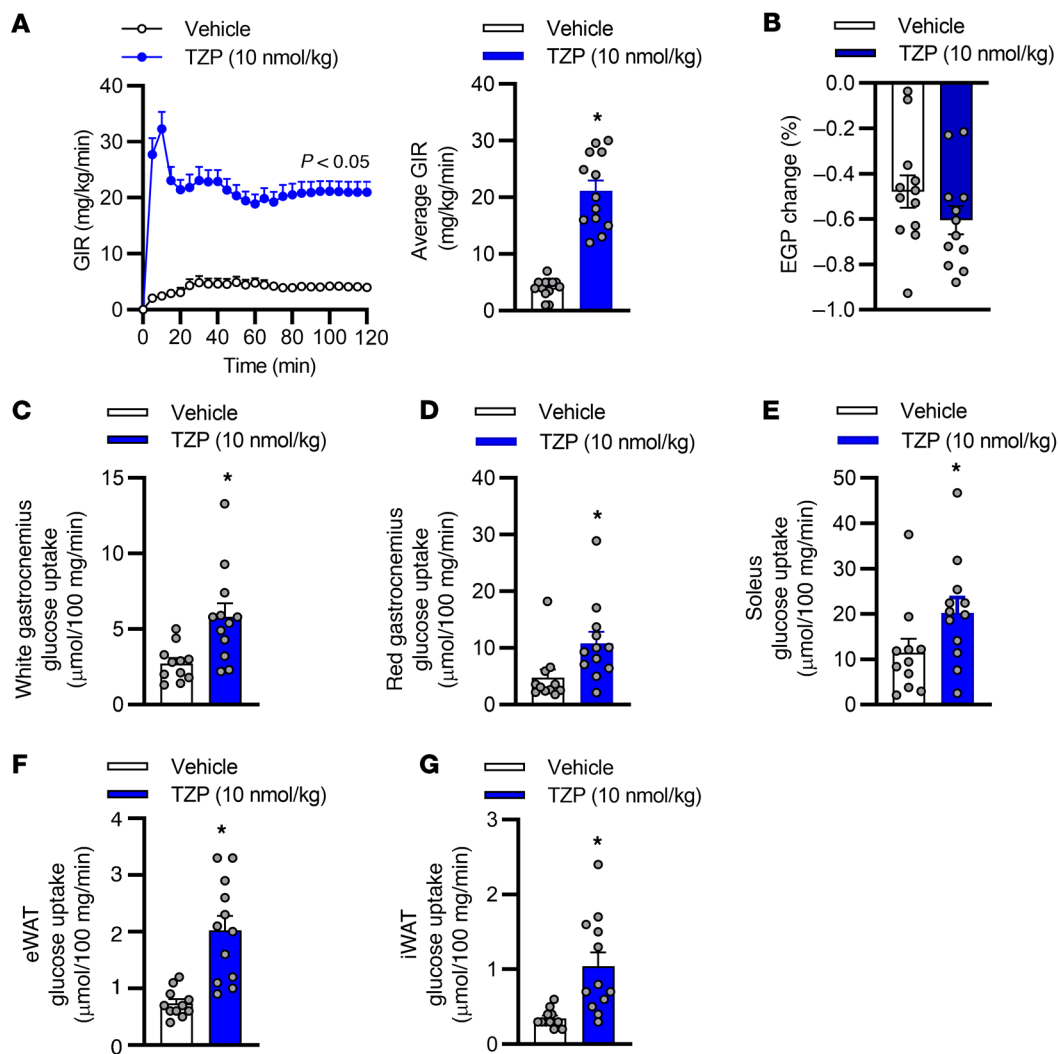 A
Vehicle
TZP (10 nmol/kg)
GIR (mg/kg/min)
40
30
20
10
0
P < 0.05
0 20 40 60 80 100 120
Time (min)
Vehicle
TZP (10 nmol/kg)
Average GIR
(mg/kg/min)
40
30
20
10
0
*
B
Vehicle
TZP (10 nmol/kg)
EGP change (%)
0.0
–0.2
–0.4
–0.6
–0.8
–1.0
C
Vehicle
TZP (10 nmol/kg)
White gastrocnemius
glucose uptake
(μmol/100 mg/min)
15
10
5
0
*
D
Vehicle
TZP (10 nmol/kg)
Red gastrocnemius
glucose uptake
(μmol/100 mg/min)
40
30
20
10
0
*
E
Vehicle
TZP (10 nmol/kg)
Soleus
glucose uptake
(μmol/100 mg/min)
50
40
30
20
10
0
*
F
Vehicle
TZP (10 nmol/kg)
eWAT
glucose uptake
(μmol/100 mg/min)
4
3
2
1
0
*
G
Vehicle
TZP (10 nmol/kg)
iWAT
glucose uptake
(μmol/100 mg/min)
3
2
1
0
*